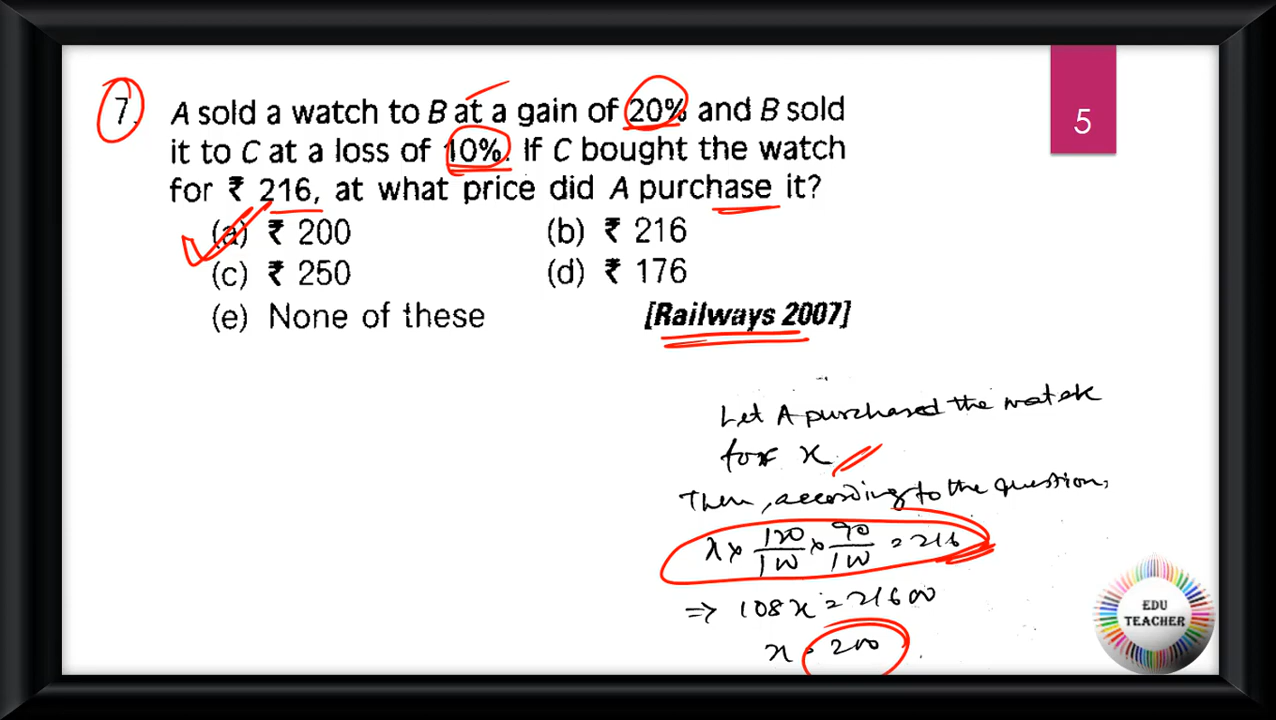 5
7. A sold a watch to B at a gain of 20% and B sold
it to C at a loss of 10%. If C bought the watch
for ₹ 216, at what price did A purchase it?
(a) ₹ 200 (b) ₹ 216
(c) ₹ 250 (d) ₹ 176
(e) None of these [Railways 2007]
Let A purchased the watch
for x
Then, according to the question,
x × 120/100 × 90/100 = 216
⇒ 108x = 21600
x = 200
EDU
TEACHER